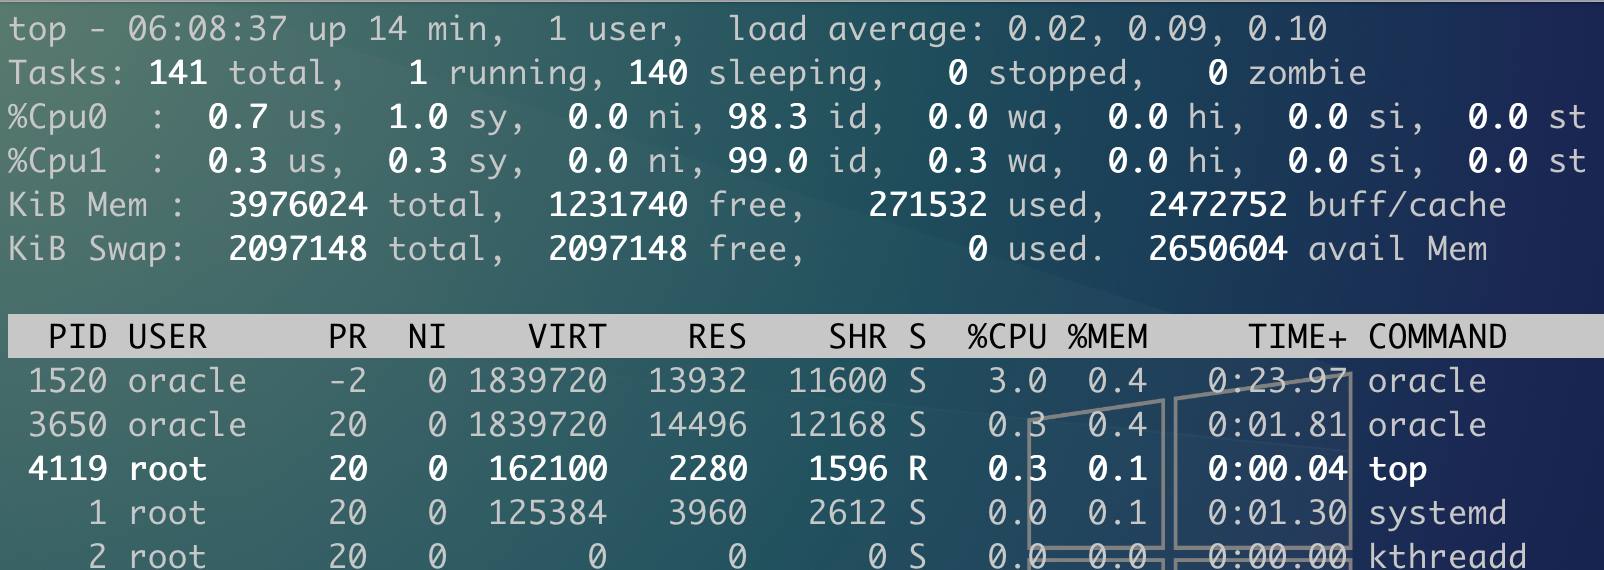 top - 06:08:37 up 14 min,  1 user,  load average: 0.02, 0.09, 0.10
Tasks: 141 total,   1 running, 140 sleeping,   0 stopped,   0 zombie
%Cpu0  :  0.7 us,  1.0 sy,  0.0 ni, 98.3 id,  0.0 wa,  0.0 hi,  0.0 si,  0.0 st
%Cpu1  :  0.3 us,  0.3 sy,  0.0 ni, 99.0 id,  0.3 wa,  0.0 hi,  0.0 si,  0.0 st
KiB Mem :  3976024 total,  1231740 free,   271532 used,  2472752 buff/cache
KiB Swap:  2097148 total,  2097148 free,        0 used.  2650604 avail Mem
  PID USER      PR  NI    VIRT    RES    SHR S  %CPU %MEM     TIME+ COMMAND
 1520 oracle    -2   0 1839720  13932  11600 S   3.0  0.4   0:23.97 oracle
 3650 oracle    20   0 1839720  14496  12168 S   0.3  0.4   0:01.81 oracle
 4119 root      20   0  162100   2280   1596 R   0.3  0.1   0:00.04 top
    1 root      20   0  125384   3960   2612 S   0.0  0.1   0:01.30 systemd
    2 root      20   0       0      0      0 S   0.0  0.0   0:00.00 kthreadd